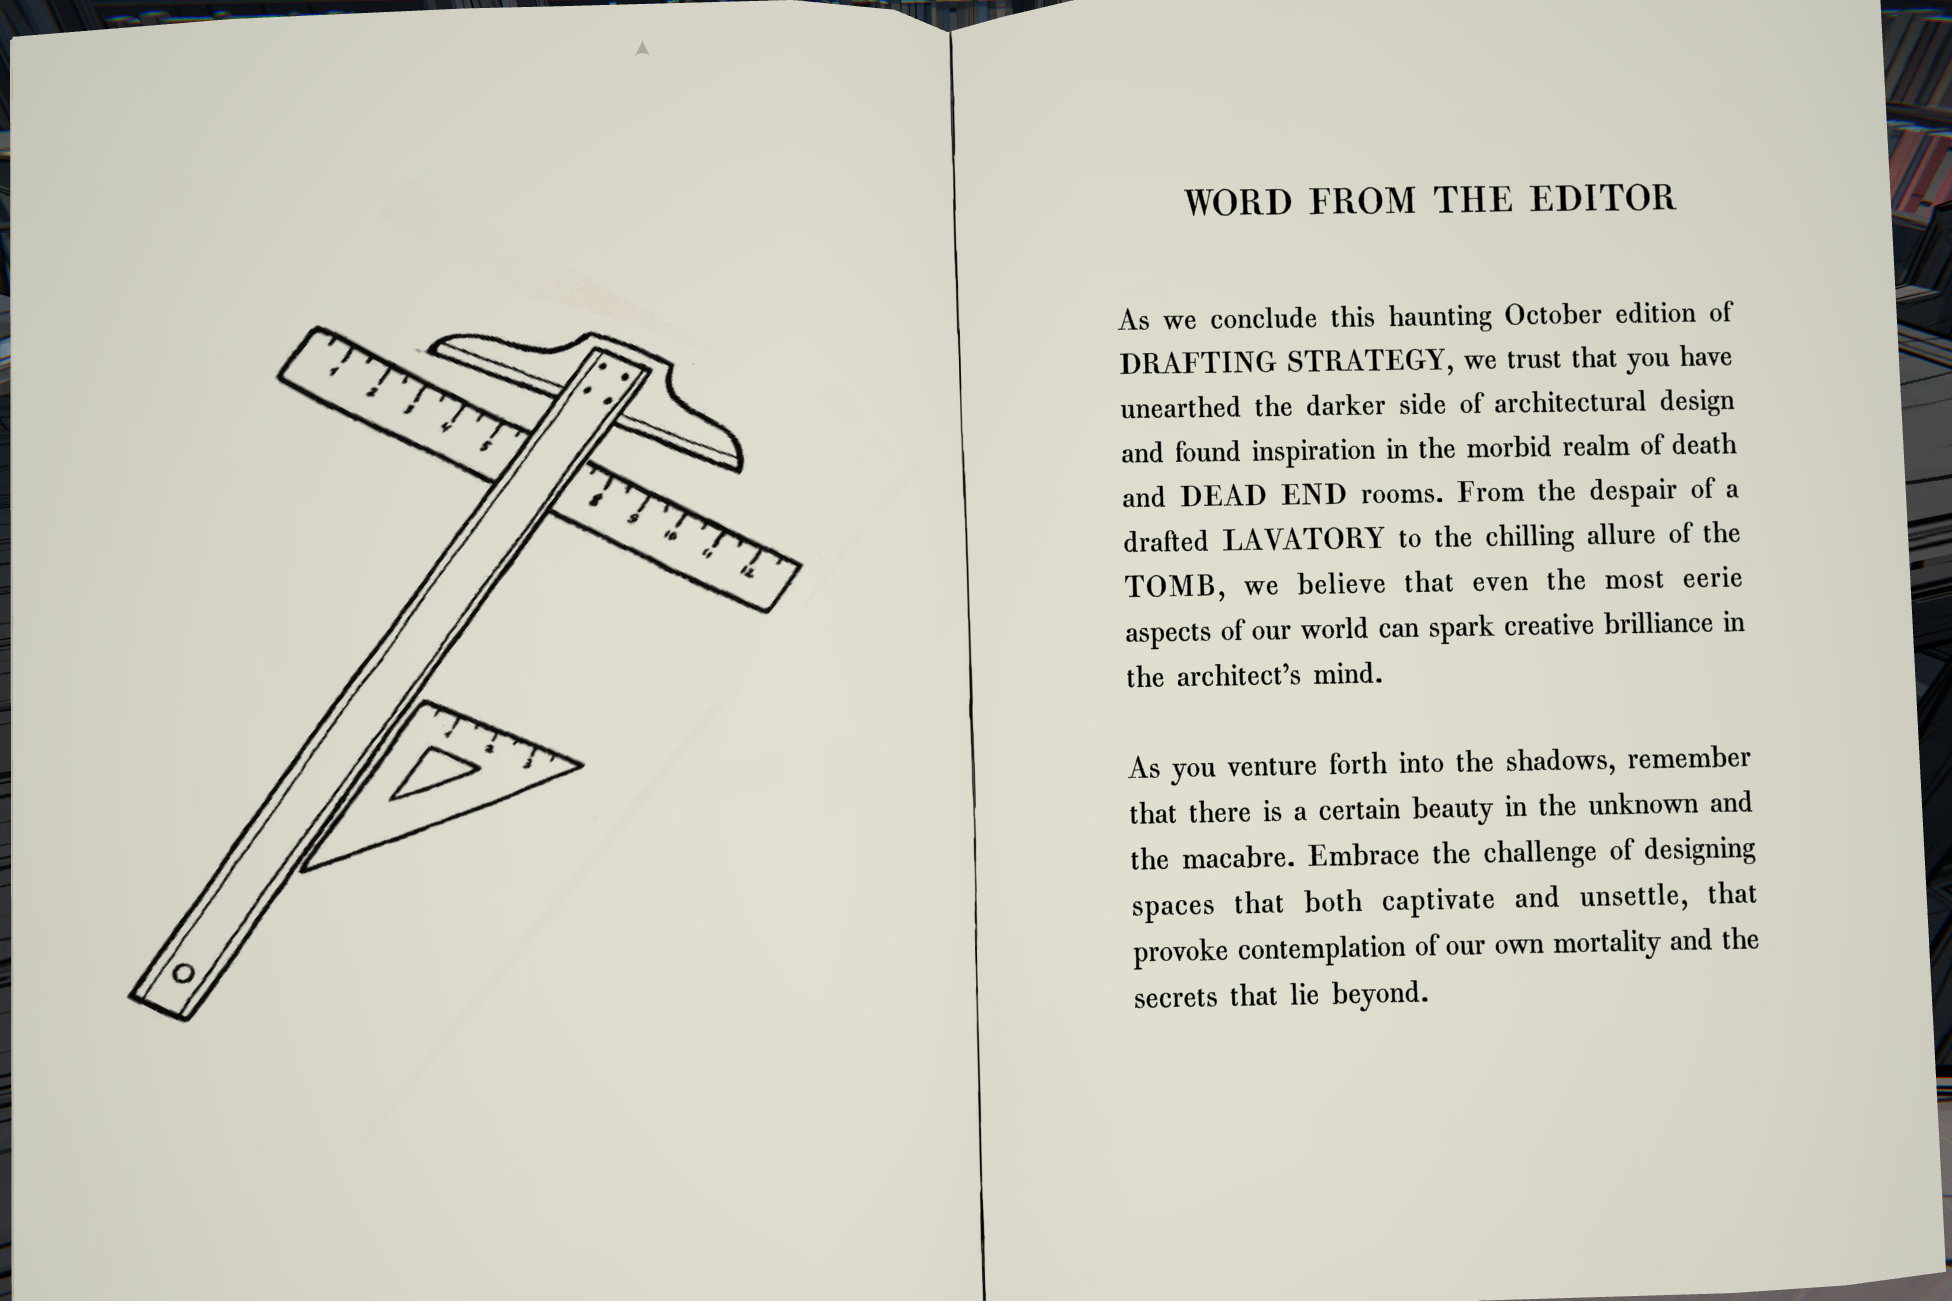 1 2 3 4 5 8 9 10 11 12
1 2 3
WORD FROM THE EDITOR
As we conclude this haunting October edition of
DRAFTING STRATEGY, we trust that you have
unearthed the darker side of architectural design
and found inspiration in the morbid realm of death
and DEAD END rooms. From the despair of a
drafted LAVATORY to the chilling allure of the
TOMB, we believe that even the most eerie
aspects of our world can spark creative brilliance in
the architect's mind.
As you venture forth into the shadows, remember
that there is a certain beauty in the unknown and
the macabre. Embrace the challenge of designing
spaces that both captivate and unsettle, that
provoke contemplation of our own mortality and the
secrets that lie beyond.